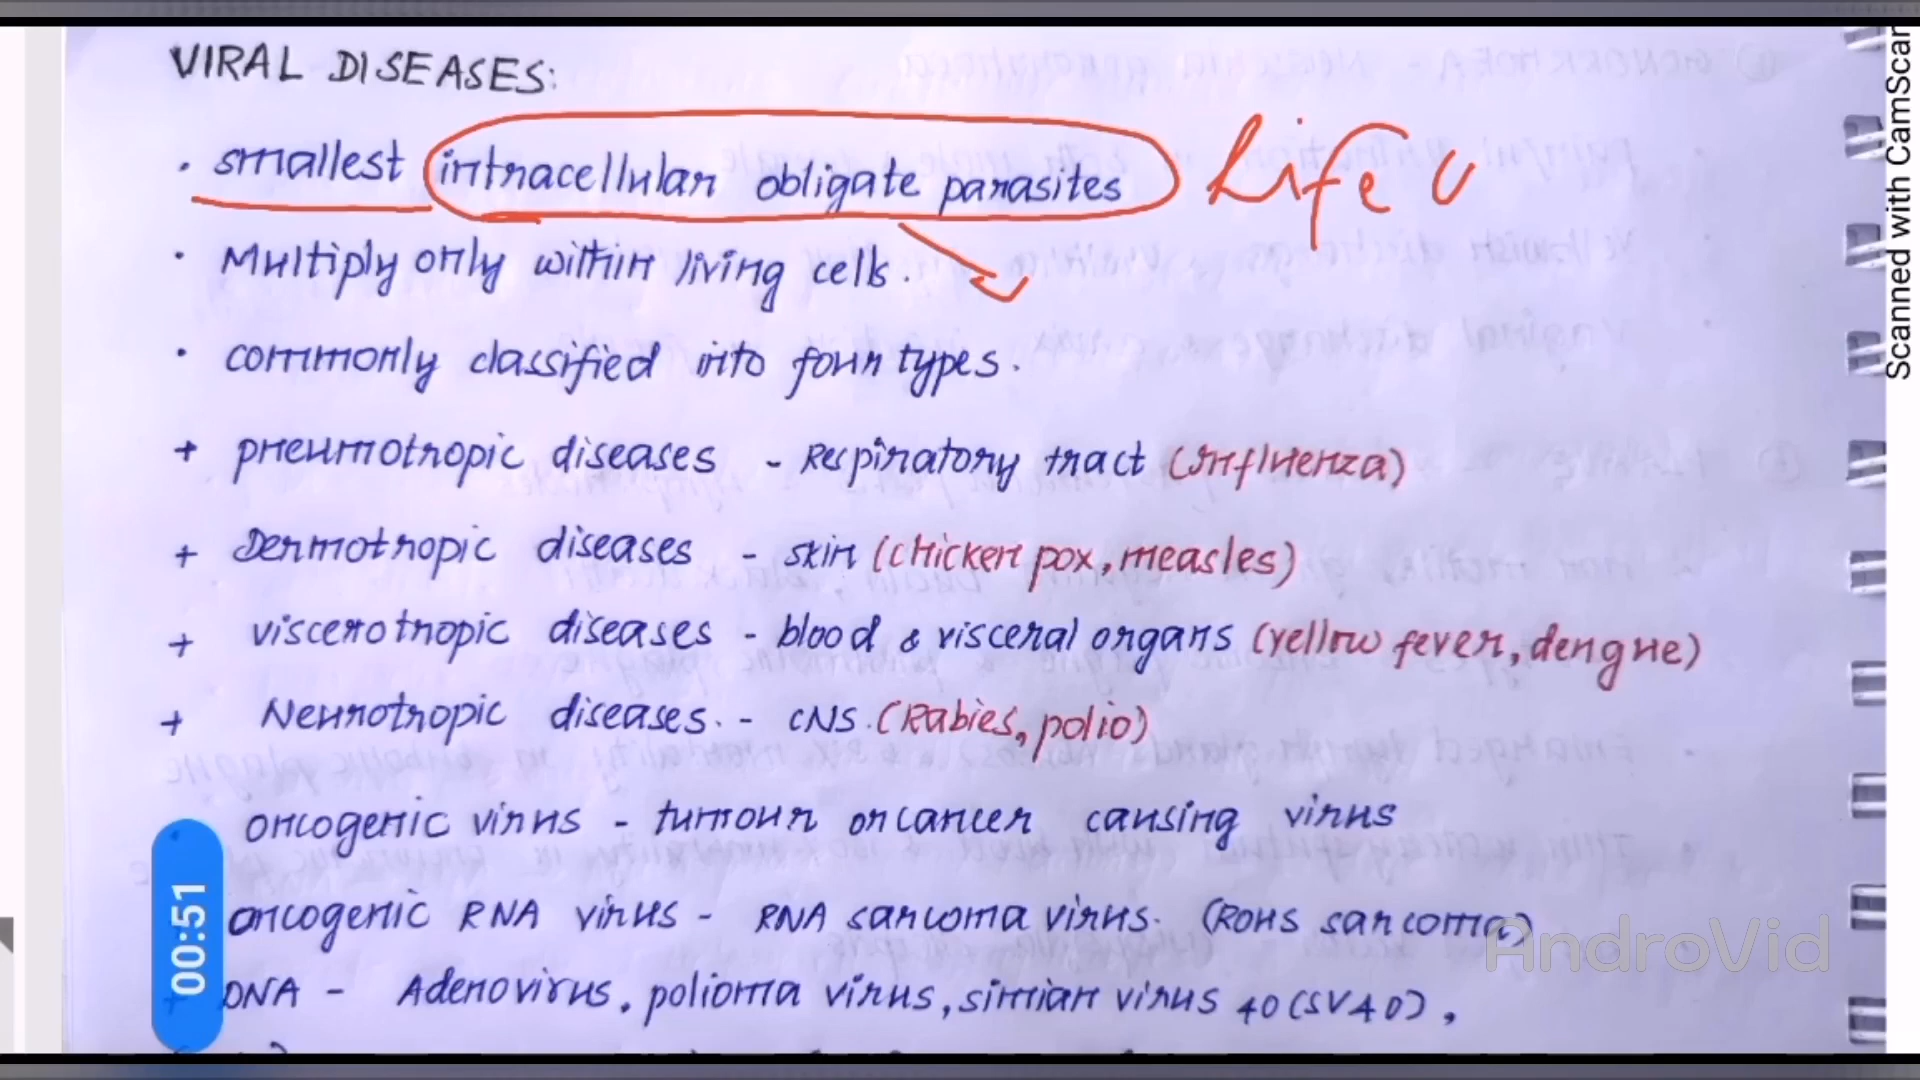 VIRAL DISEASES:
• smallest intracellular obligate parasites Life
• Multiply only within living cells.
• commonly classified into four types.
+ pneumotropic diseases - Respiratory tract (Influenza)
+ Dermotropic diseases - skin (chicken pox, measles)
+ viscerotropic diseases - blood & visceral organs (yellow fever, dengue)
+ Neurotropic diseases. - CNS. (Rabies, polio)
oncogenic virus - tumour or cancer causing virus
oncogenic RNA virus - RNA sarcoma virus. (Rous sarcoma)
+ DNA - Adenovirus, polioma virus, simian virus 40 (SV40),
00:51
AndroVid
Scanned with CamScan